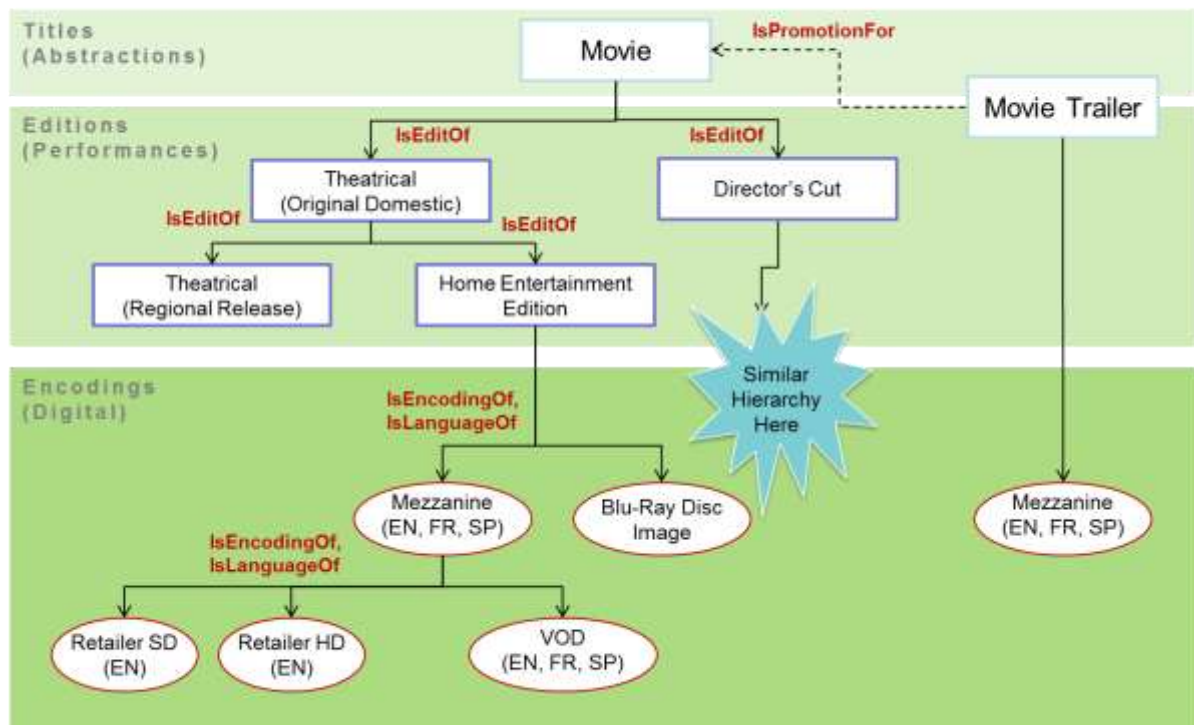 Titles
(Abstractions)
Movie
IsPromotionFor
Movie Trailer
Editions
(Performances)
IsEditOf
IsEditOf
Theatrical
(Original Domestic)
Director's Cut
IsEditOf
IsEditOf
Theatrical
(Regional Release)
Home Entertainment
Edition
Encodings
(Digital)
Similar
Hierarchy
Here
IsEncodingOf,
IsLanguageOf
Mezzanine
(EN, FR, SP)
Blu-Ray Disc
Image
Mezzanine
(EN, FR, SP)
IsEncodingOf,
IsLanguageOf
Retailer SD
(EN)
Retailer HD
(EN)
VOD
(EN, FR, SP)